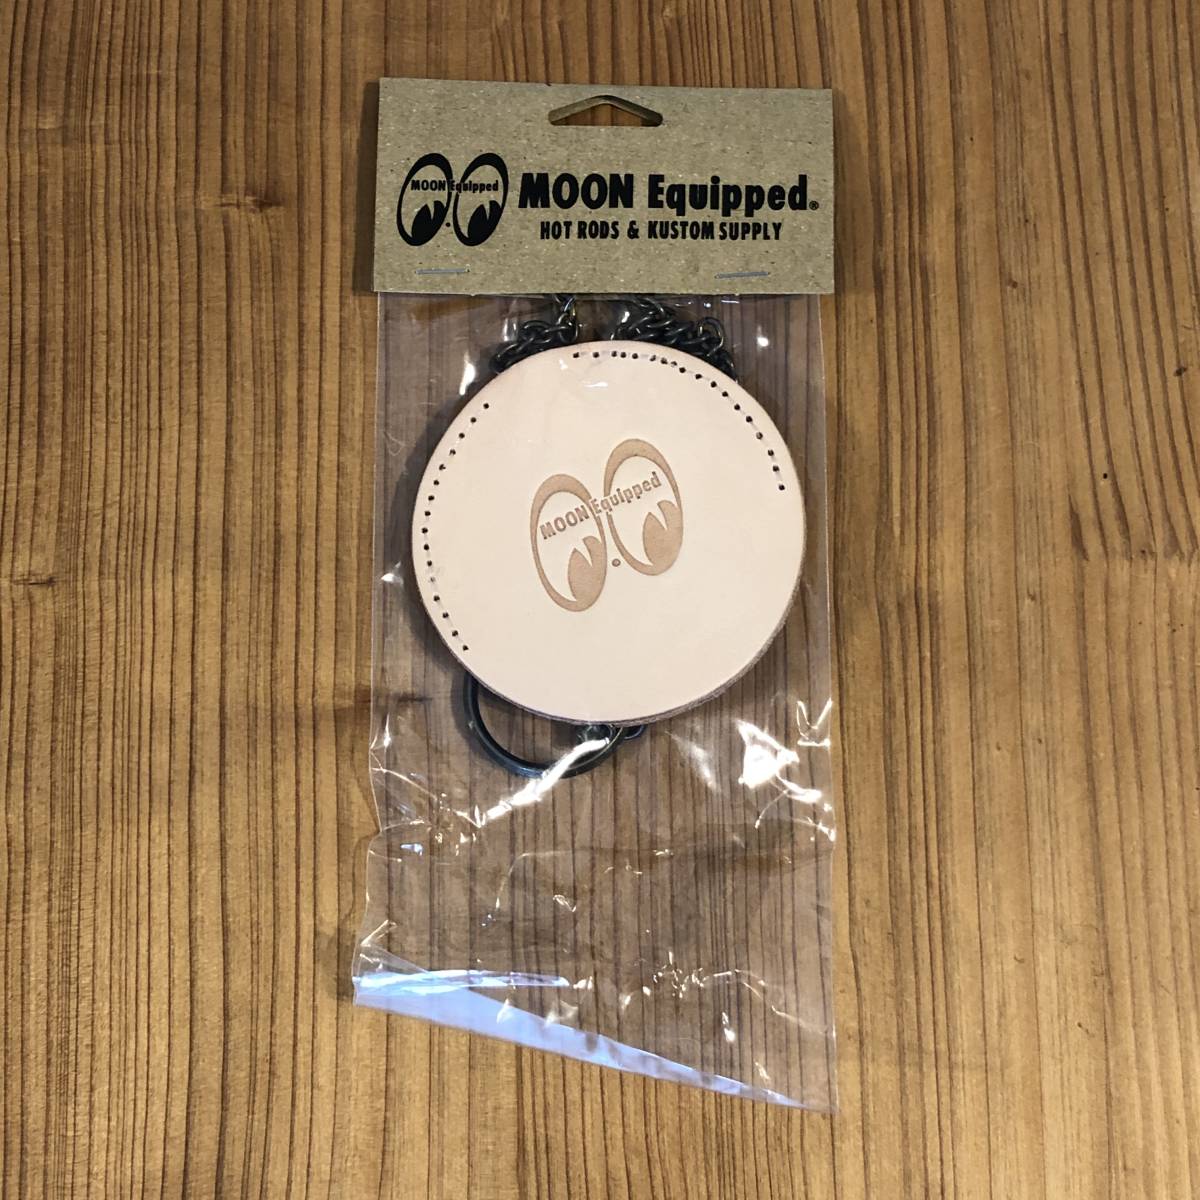 MOON Equipped
MOON Equipped®
HOT RODS & KUSTOM SUPPLY
MOON Equipped